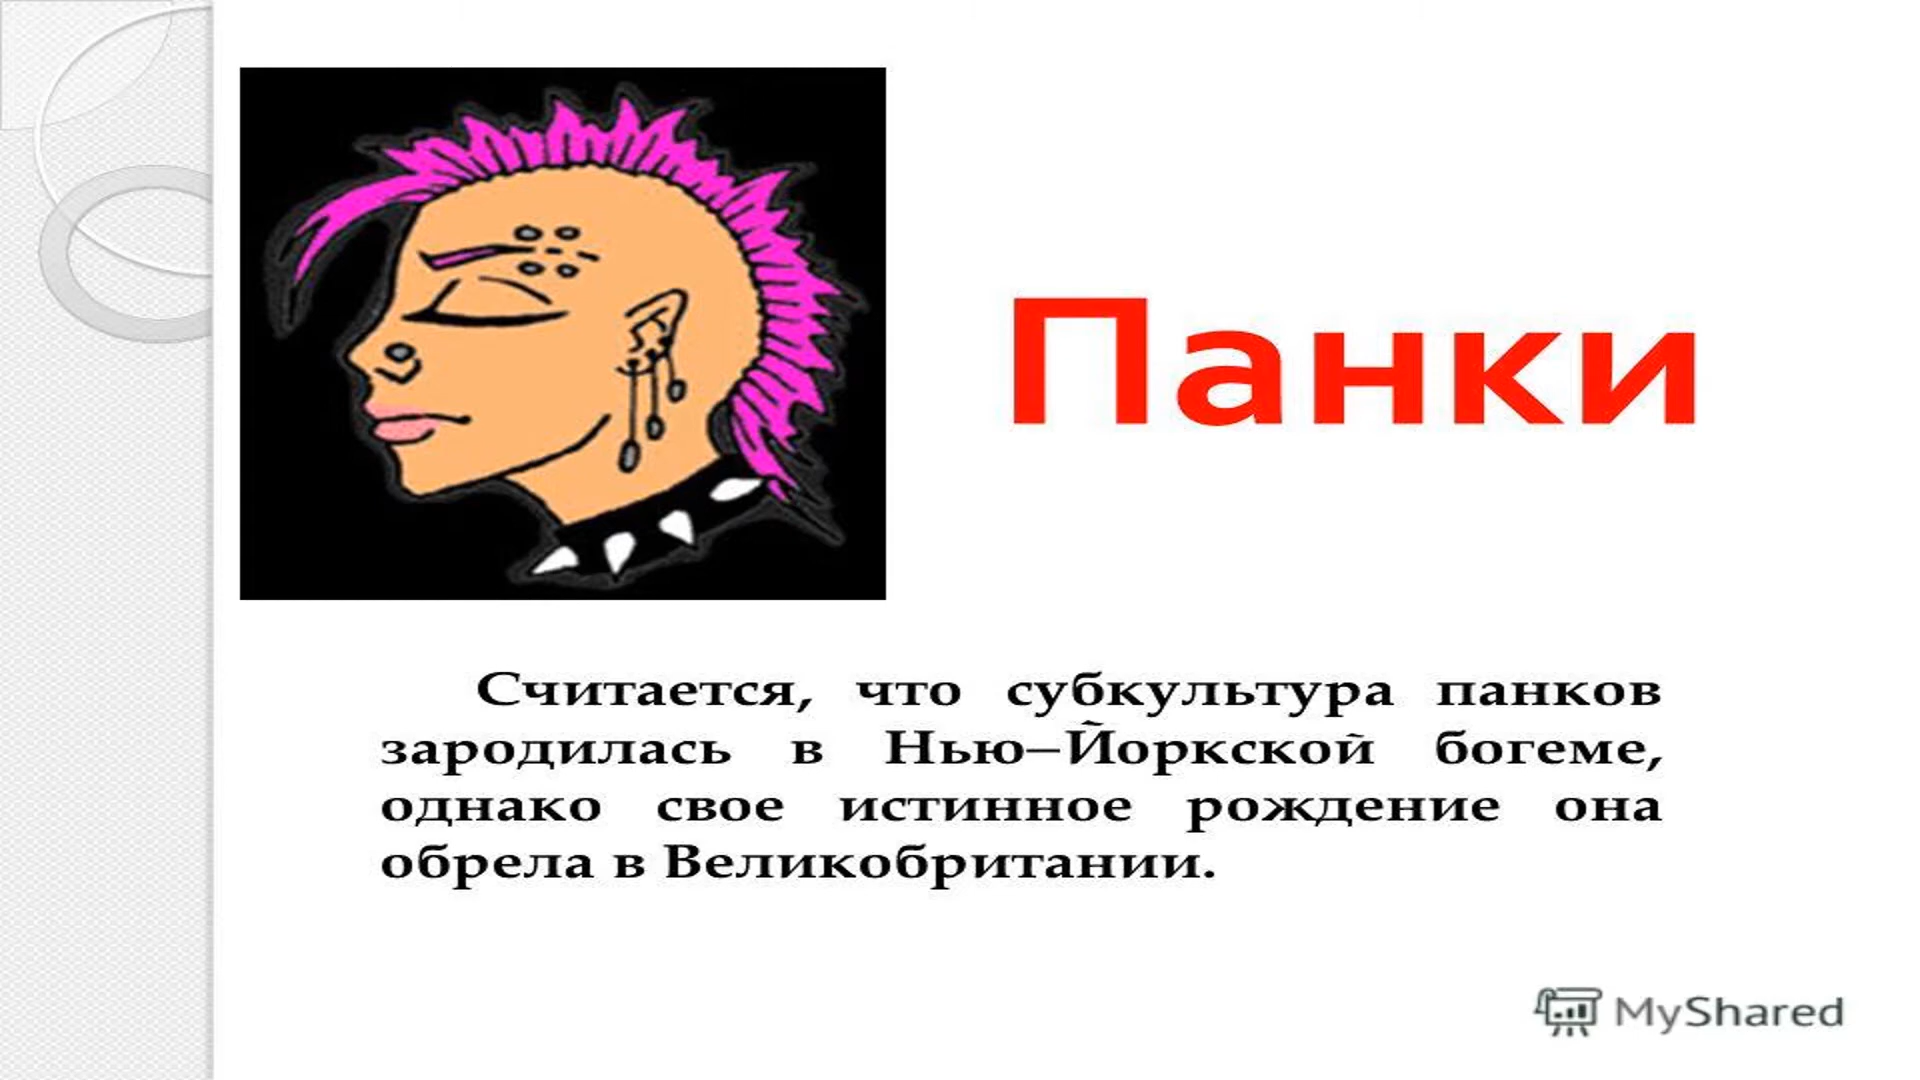 Панки
Считается, что субкультура панков
зародилась в Нью–Йоркской богеме,
однако свое истинное рождение она
обрела в Великобритании.
MyShared